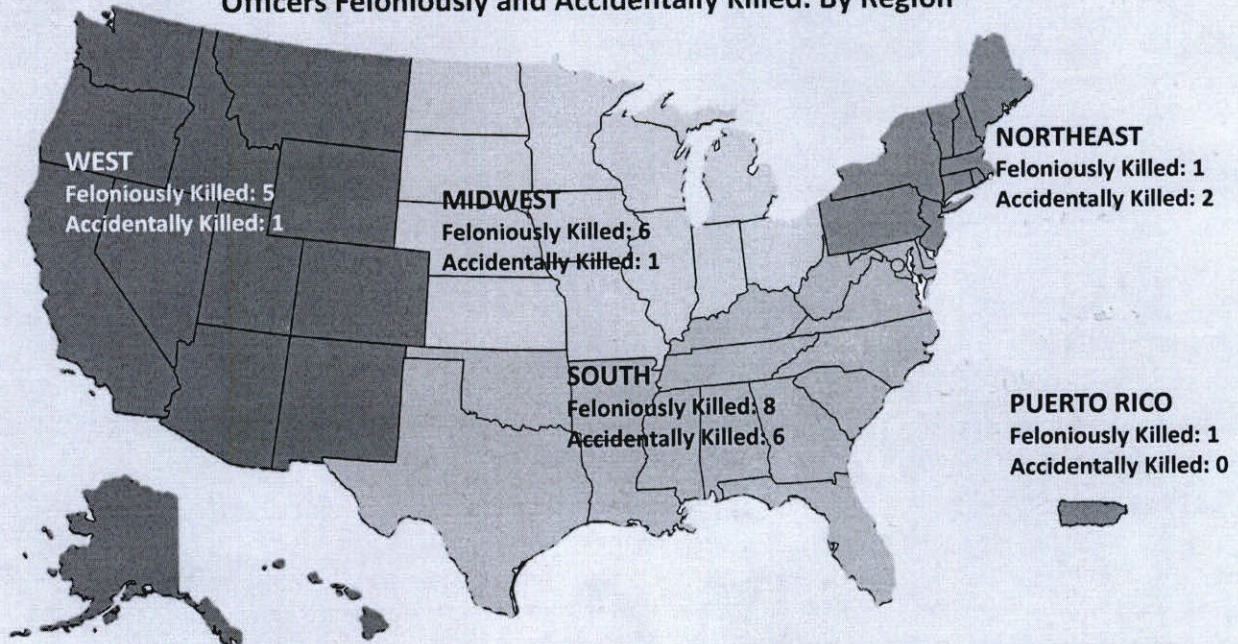 Officers Feloniously and Accidentally Killed: By Region
WEST
Feloniously Killed: 5
Accidentally Killed: 1
MIDWEST
Feloniously Killed: 6
Accidentally Killed: 1
NORTHEAST
Feloniously Killed: 1
Accidentally Killed: 2
SOUTH
Feloniously Killed: 8
Accidentally Killed: 6
PUERTO RICO
Feloniously Killed: 1
Accidentally Killed: 0